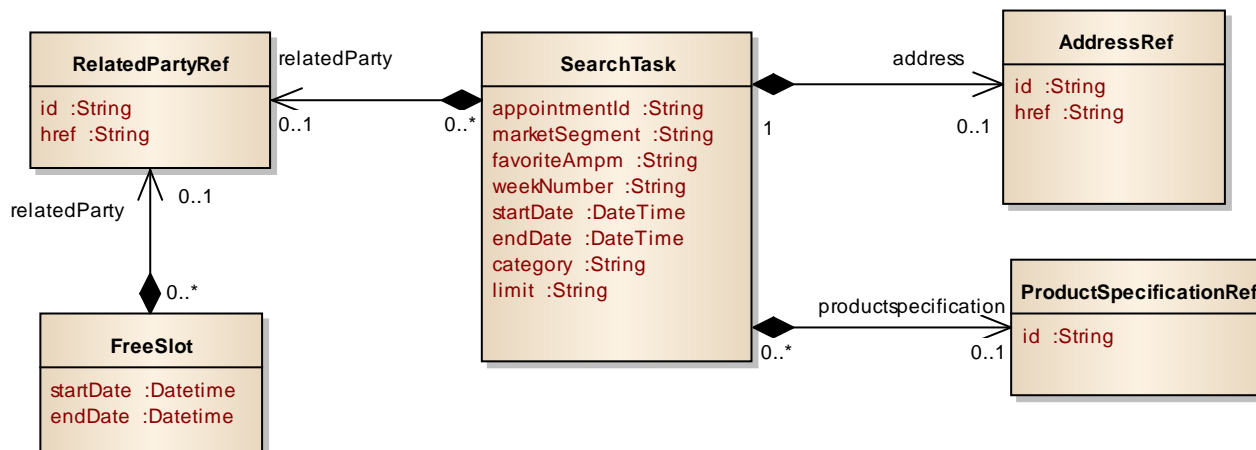 RelatedPartyRef
id :String
href :String
relatedParty
0..1
0..*
SearchTask
appointmentId :String
marketSegment :String
favoriteAmpm :String
weekNumber :String
startDate :DateTime
endDate :DateTime
category :String
limit :String
address
1
0..1
AddressRef
id :String
href :String
relatedParty
0..1
0..*
FreeSlot
startDate :Datetime
endDate :Datetime
productspecification
0..*
0..1
ProductSpecificationRef
id :String